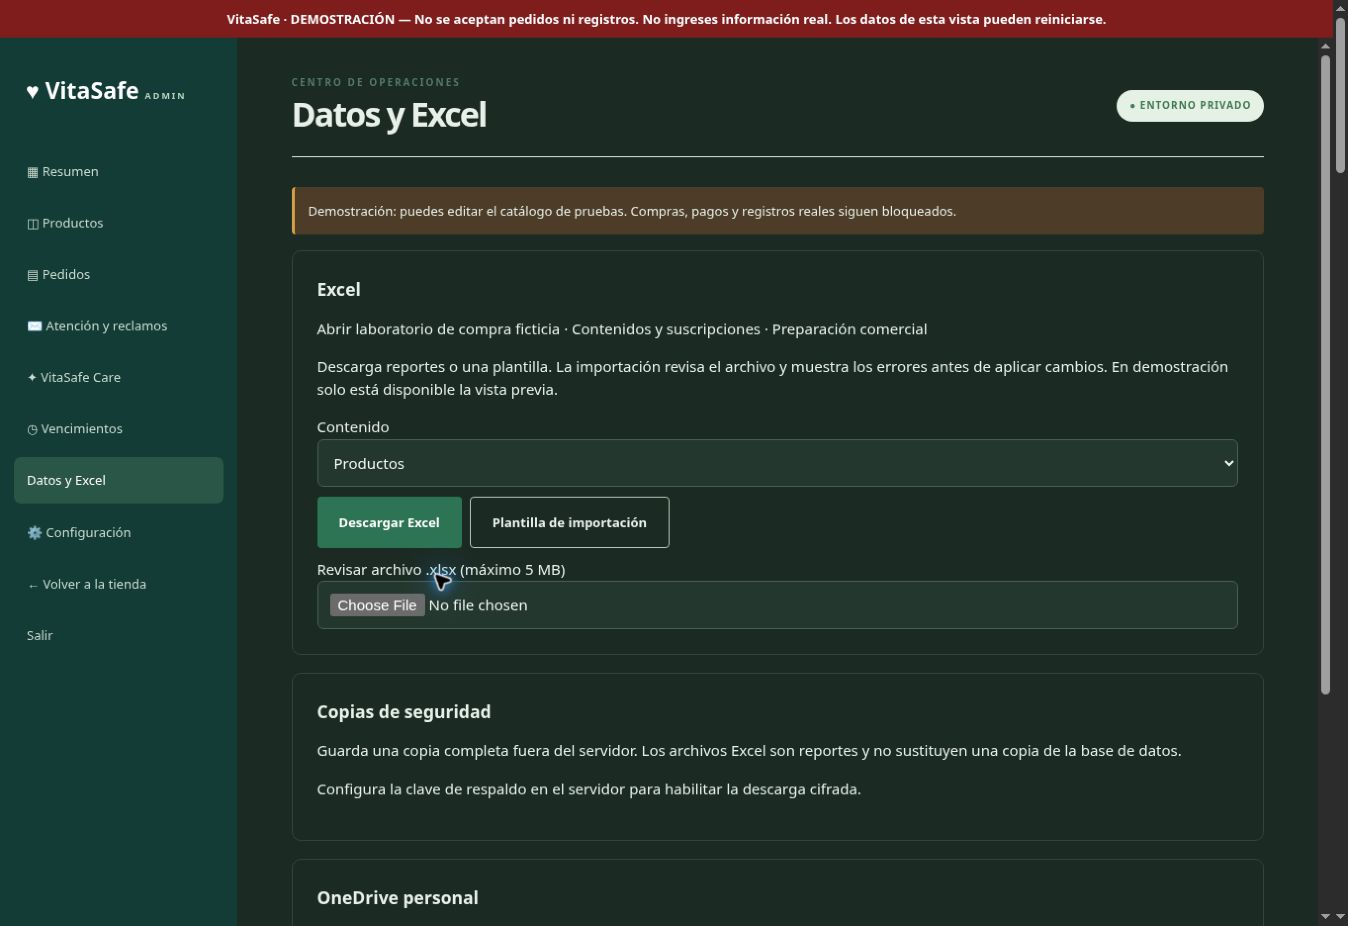 VitaSafe · DEMOSTRACIÓN — No se aceptan pedidos ni registros. No ingreses información real. Los datos de esta vista pueden reiniciarse.
♥ VitaSafe ADMIN
▦ Resumen
◫ Productos
▤ Pedidos
✉️ Atención y reclamos
✦ VitaSafe Care
◷ Vencimientos
Datos y Excel
⚙️ Configuración
← Volver a la tienda
Salir
CENTRO DE OPERACIONES
Datos y Excel
● ENTORNO PRIVADO
Demostración: puedes editar el catálogo de pruebas. Compras, pagos y registros reales siguen bloqueados.
Excel
Abrir laboratorio de compra ficticia · Contenidos y suscripciones · Preparación comercial
Descarga reportes o una plantilla. La importación revisa el archivo y muestra los errores antes de aplicar cambios. En demostración
solo está disponible la vista previa.
Contenido
Productos
Descargar Excel
Plantilla de importación
Revisar archivo .xlsx (máximo 5 MB)
Choose File No file chosen
Copias de seguridad
Guarda una copia completa fuera del servidor. Los archivos Excel son reportes y no sustituyen una copia de la base de datos.
Configura la clave de respaldo en el servidor para habilitar la descarga cifrada.
OneDrive personal